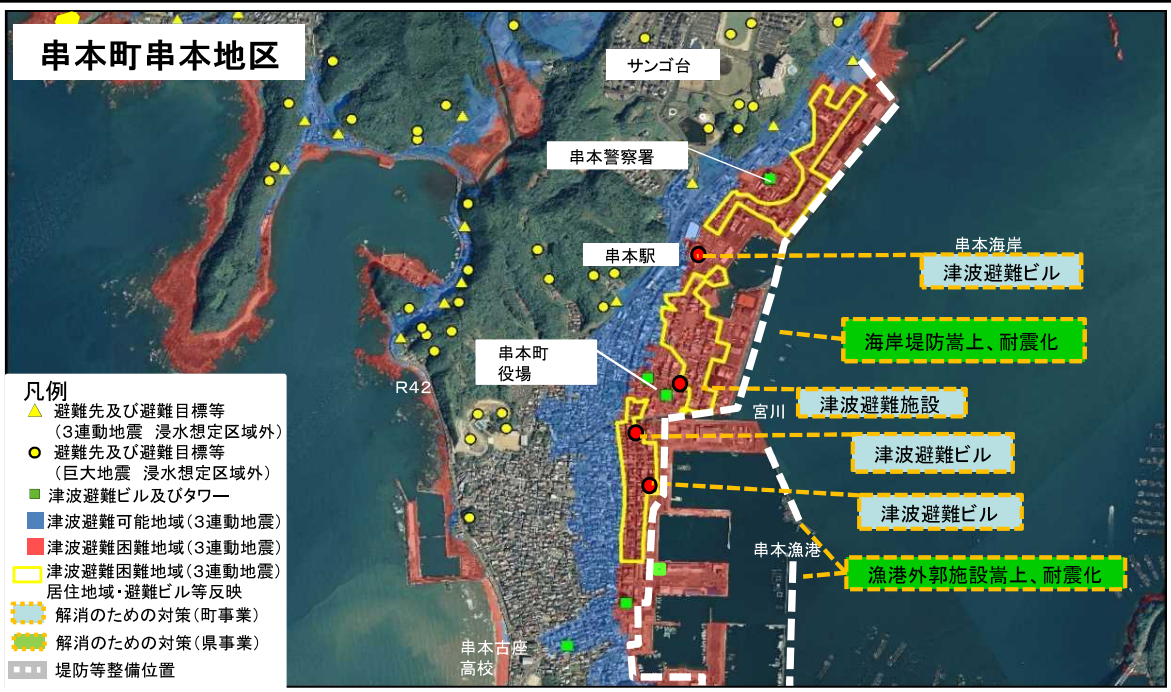 串本町串本地区
サンゴ台
串本警察署
串本駅
串本海岸
津波避難ビル
海岸堤防嵩上、耐震化
串本町
役場
R42
津波避難施設
宮川
津波避難ビル
津波避難ビル
串本漁港
漁港外郭施設嵩上、耐震化
串本古座
高校
凡例
避難先及び避難目標等
(3連動地震 浸水想定区域外)
避難先及び避難目標等
(巨大地震 浸水想定区域外)
津波避難ビル及びタワー
津波避難可能地域(3連動地震)
津波避難困難地域(3連動地震)
津波避難困難地域(3連動地震)
居住地域・避難ビル等反映
解消のための対策(町事業)
解消のための対策(県事業)
堤防等整備位置